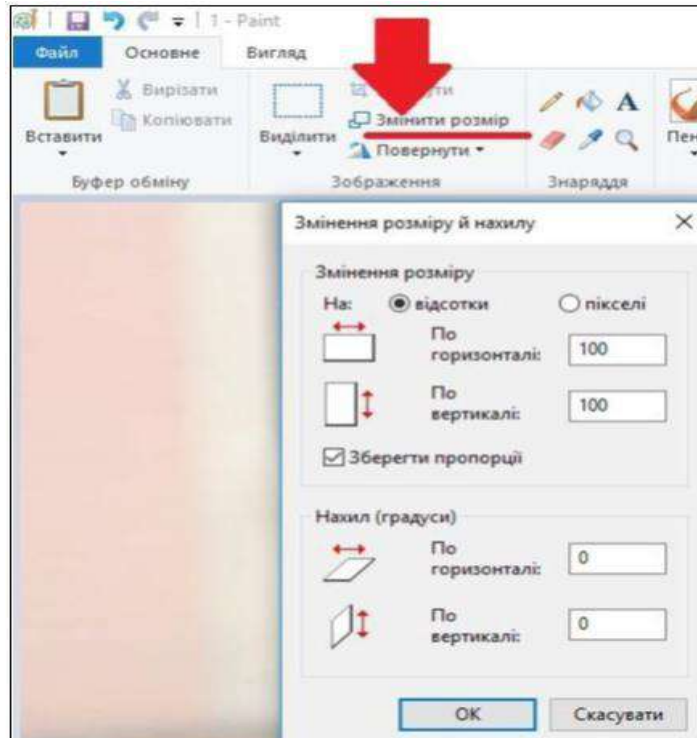 1 - Paint
Файл Основне Вигляд
Вирізати
Змінити розмір
Копіювати
Вставити
Виділити
Повернути
Пен
Буфер обміну
Зображення
Знаряддя
Змінення розміру й нахилу
Змінення розміру
На: відсотки пікселі
По
горизонталі: 100
По
вертикалі: 100
Зберегти пропорції
Нахил (градуси)
По
горизонталі: 0
По
вертикалі: 0
ОК Скасувати